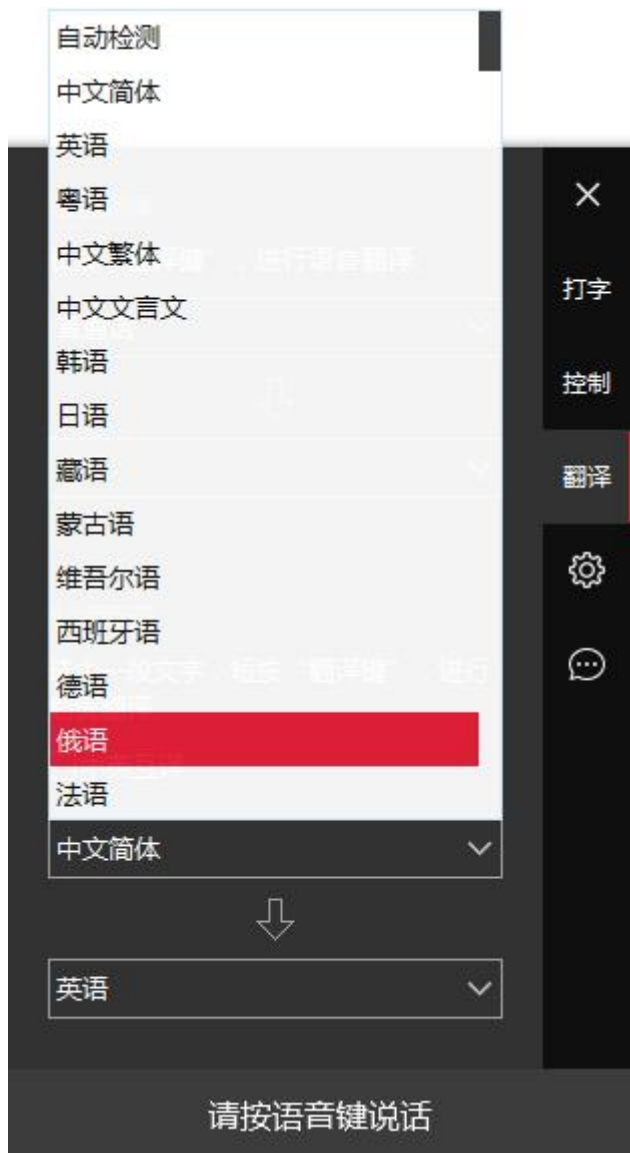 自动检测
中文简体
英语
粤语
中文繁体
中文文言文
韩语
日语
藏语
蒙古语
维吾尔语
西班牙语
德语
俄语
法语
中文简体
英语
打字
控制
翻译
请按语音键说话